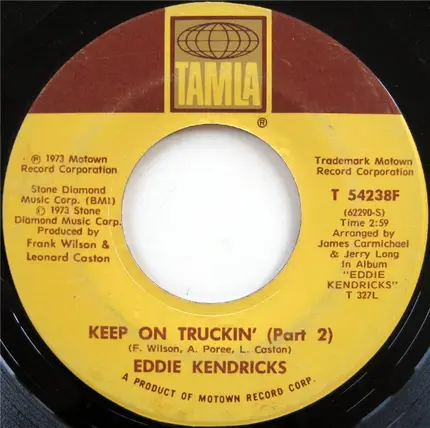 TAMLA
®
℗ 1973 Motown
Record Corporation
Stone Diamond
Music Corp. (BMI)
© 1973 Stone
Diamond Music Corp.
Produced by
Frank Wilson &
Leonard Caston
Trademark Motown
Record Corporation
T 54238F
(62290-S)
Time 2:59
Arranged by
James Carmichael
& Jerry Long
In Album
"EDDIE
KENDRICKS"
T 327L
KEEP ON TRUCKIN' (Part 2)
(F. Wilson, A. Poree, L. Caston)
EDDIE KENDRICKS
A PRODUCT OF MOTOWN RECORD CORP.